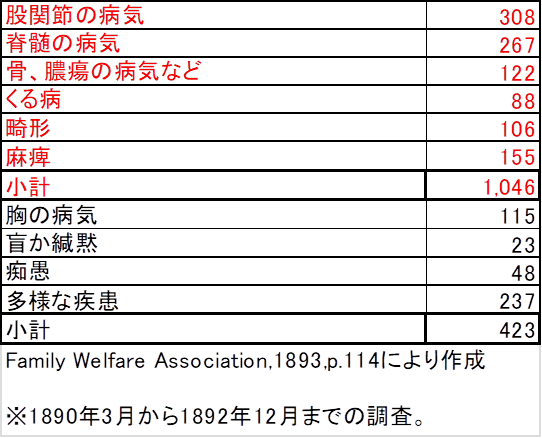 股関節の病気 308
脊髄の病気 267
骨、膿瘍の病気など 122
くる病 88
畸形 106
麻痺 155
小計 1,046
胸の病気 115
盲か緘黙 23
痴愚 48
多様な疾患 237
小計 423
Family Welfare Association,1893,p.114により作成
※1890年3月から1892年12月までの調査。